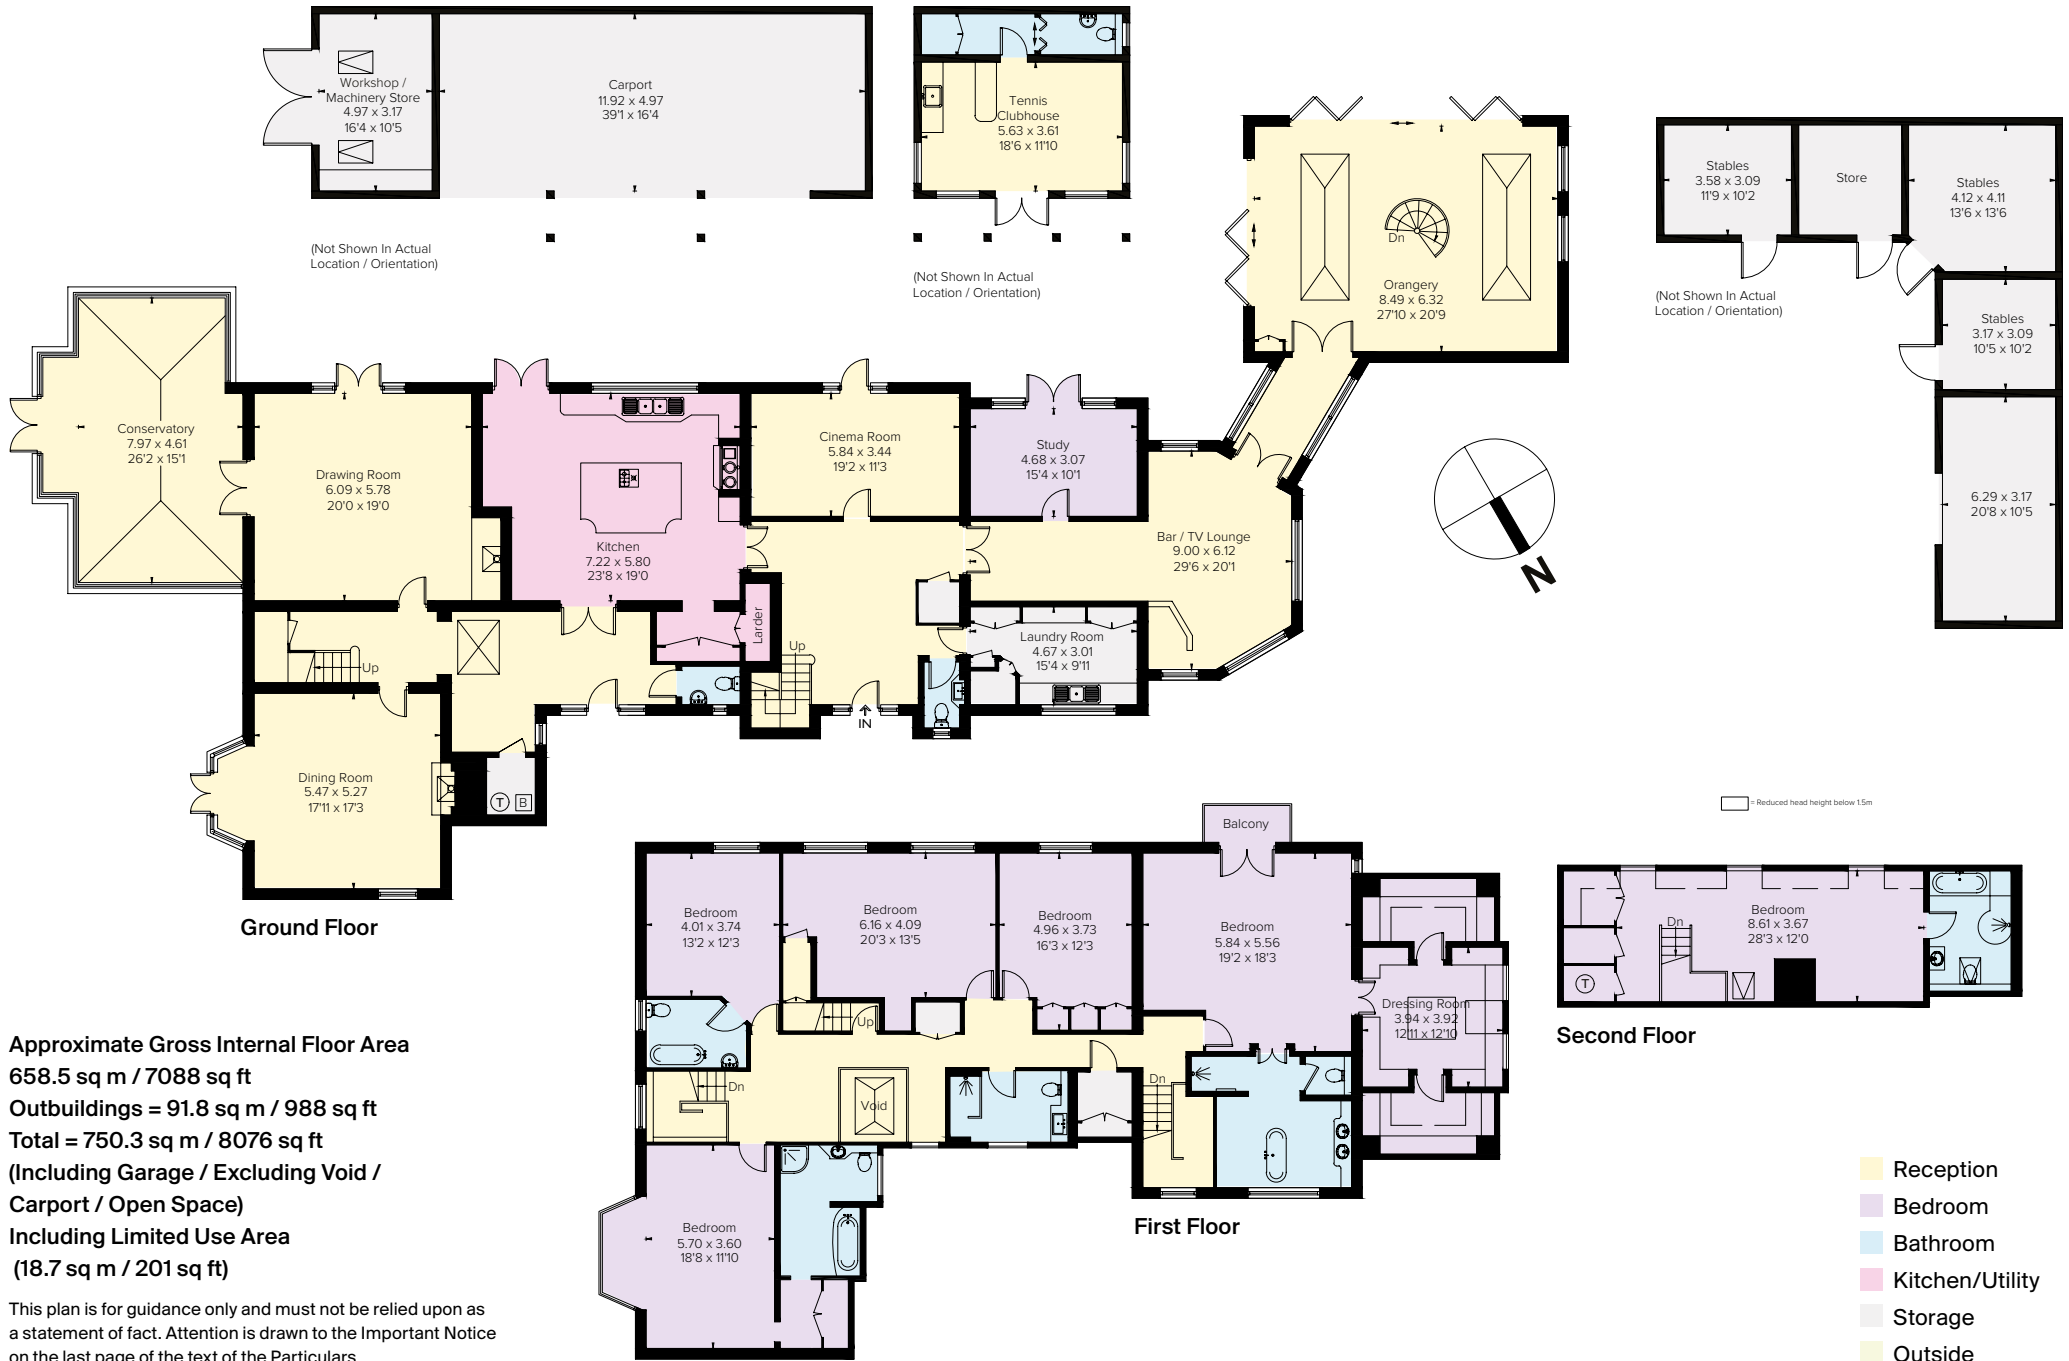 Workshop /
Machinery Store
4.97 x 3.17
16'4 x 10'5
Carport
11.92 x 4.97
39'1 x 16'4
(Not Shown In Actual
Location / Orientation)
Tennis
Clubhouse
5.63 x 3.61
18'6 x 11'10
(Not Shown In Actual
Location / Orientation)
Dn
Orangery
8.49 x 6.32
27'10 x 20'9
Stables
3.58 x 3.09
11'9 x 10'2
Store
Stables
4.12 x 4.11
13'6 x 13'6
(Not Shown In Actual
Location / Orientation)
Stables
3.17 x 3.09
10'5 x 10'2
6.29 x 3.17
20'8 x 10'5
Conservatory
7.97 x 4.61
26'2 x 15'1
Drawing Room
6.09 x 5.78
20'0 x 19'0
Kitchen
7.22 x 5.80
23'8 x 19'0
Cinema Room
5.84 x 3.44
19'2 x 11'3
Study
4.68 x 3.07
15'4 x 10'1
Bar / TV Lounge
9.00 x 6.12
29'6 x 20'1
Larder
Laundry Room
4.67 x 3.01
15'4 x 9'11
Up
Up
IN
N
Dining Room
5.47 x 5.27
17'11 x 17'3
T
B
Ground Floor
= Reduced head height below 1.5m
Balcony
Bedroom
4.01 x 3.74
13'2 x 12'3
Bedroom
6.16 x 4.09
20'3 x 13'5
Bedroom
4.96 x 3.73
16'3 x 12'3
Bedroom
5.84 x 5.56
19'2 x 18'3
Dressing Room
3.94 x 3.92
12'11 x 12'10
Up
Dn
Void
Dn
Bedroom
5.70 x 3.60
18'8 x 11'10
First Floor
Bedroom
8.61 x 3.67
28'3 x 12'0
Dn
T
Second Floor
Approximate Gross Internal Floor Area
658.5 sq m / 7088 sq ft
Outbuildings = 91.8 sq m / 988 sq ft
Total = 750.3 sq m / 8076 sq ft
(Including Garage / Excluding Void /
Carport / Open Space)
Including Limited Use Area
(18.7 sq m / 201 sq ft)
This plan is for guidance only and must not be relied upon as
a statement of fact. Attention is drawn to the Important Notice
on the last page of the text of the Particulars
Reception
Bedroom
Bathroom
Kitchen/Utility
Storage
Outside